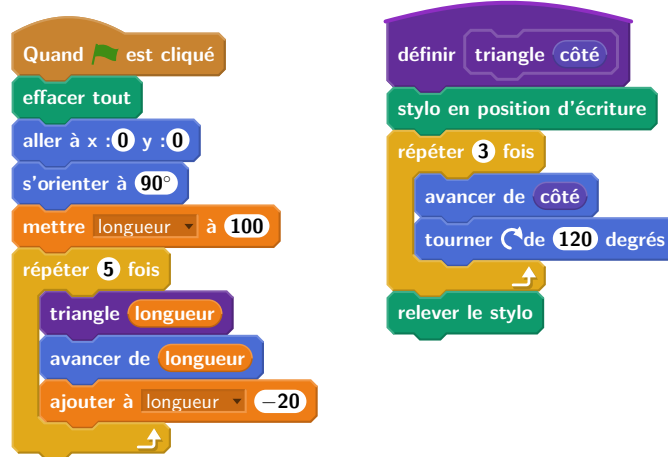 Quand est cliqué
effacer tout
aller à x : 0 y : 0
s'orienter à 90°
mettre longueur à 100
répéter 5 fois
triangle longueur
avancer de longueur
ajouter à longueur −20
définir triangle côté
stylo en position d'écriture
répéter 3 fois
avancer de côté
tourner de 120 degrés
relever le stylo